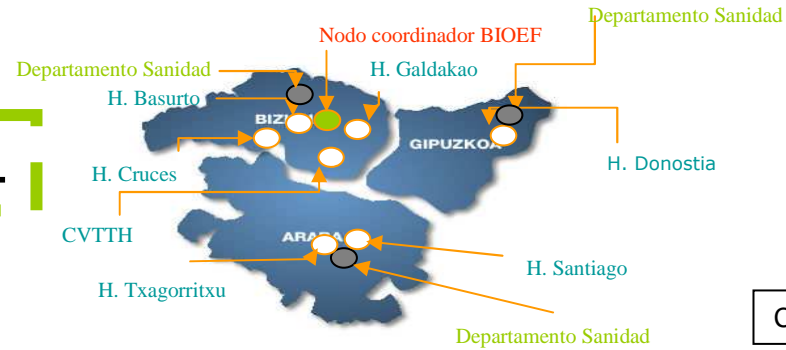 Departamento Sanidad
Nodo coordinador BIOEF
Departamento Sanidad
H. Galdakao
H. Basurto
GIPUZKOA
H. Cruces
H. Donostia
CVTTH
ARABA
H. Santiago
H. Txagorritxu
Departamento Sanidad